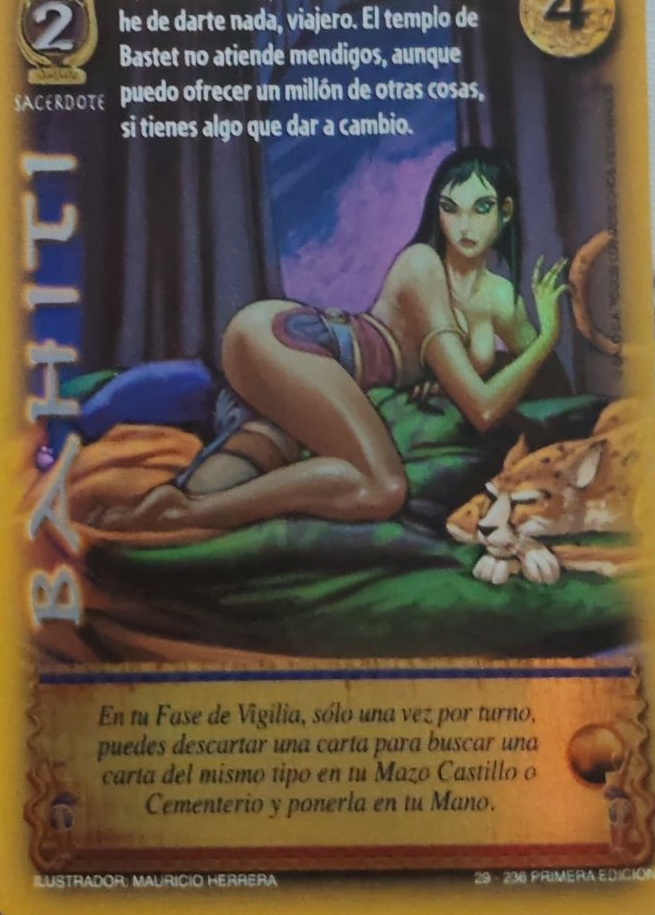 2
4
he de darte nada, viajero. El templo de
Bastet no atiende mendigos, aunque
puedo ofrecer un millón de otras cosas,
si tienes algo que dar a cambio.
SACERDOTE
BAHITI
En tu Fase de Vigilia, sólo una vez por turno,
puedes descartar una carta para buscar una
carta del mismo tipo en tu Mazo Castillo o
Cementerio y ponerla en tu Mano.
ILUSTRADOR: MAURICIO HERRERA
29 - 236 PRIMERA EDICION